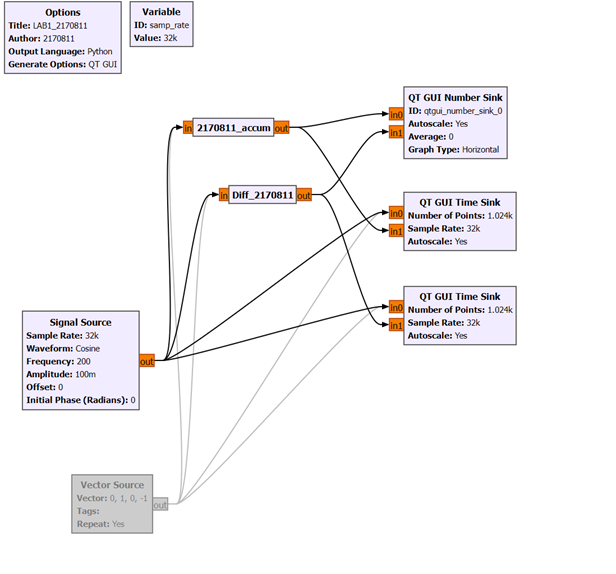 Options
Title: LAB1_2170811
Author: 2170811
Output Language: Python
Generate Options: QT GUI
Variable
ID: samp_rate
Value: 32k
in
2170811_accum
out
in
Diff_2170811
out
QT GUI Number Sink
ID: qtgui_number_sink_0
Autoscale: Yes
Average: 0
Graph Type: Horizontal
in0
in1
QT GUI Time Sink
Number of Points: 1.024k
Sample Rate: 32k
Autoscale: Yes
in0
in1
QT GUI Time Sink
Number of Points: 1.024k
Sample Rate: 32k
Autoscale: Yes
in0
in1
Signal Source
Sample Rate: 32k
Waveform: Cosine
Frequency: 200
Amplitude: 100m
Offset: 0
Initial Phase (Radians): 0
out
Vector Source
Vector: 0, 1, 0, -1
Tags:
Repeat: Yes
out